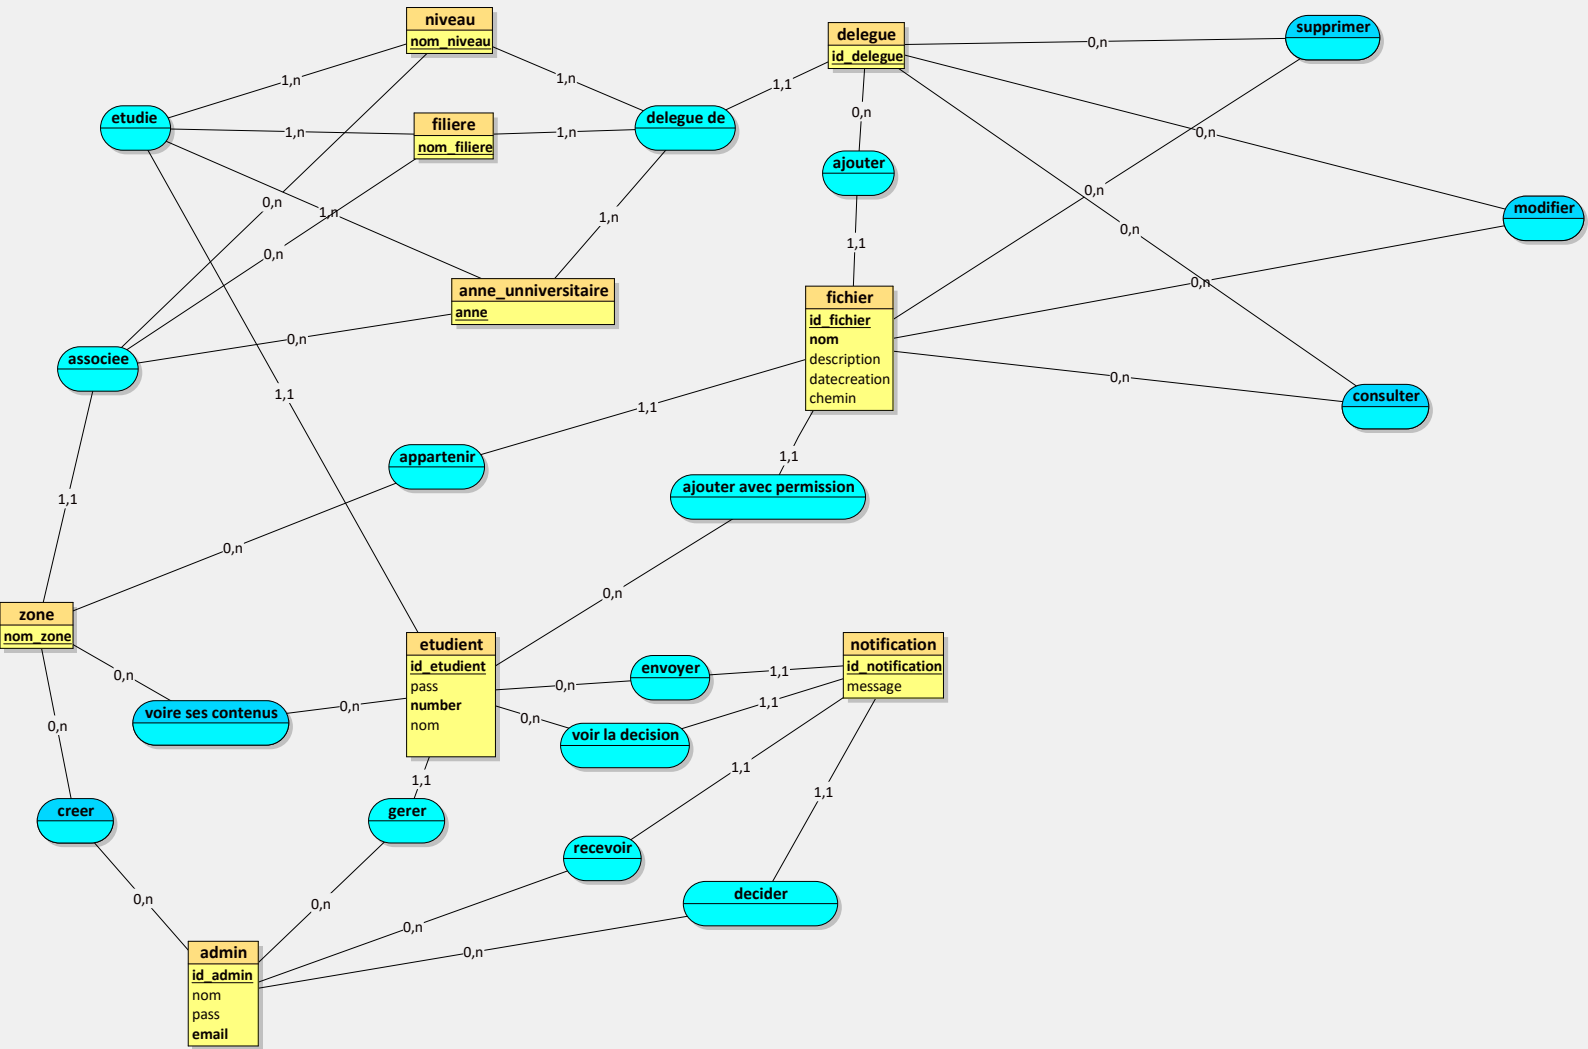 niveau
nom_niveau
delegue
id_delegue
supprimer
0,n
1,n
1,n
1,1
etudie
filiere
nom_filiere
delegue de
0,n
1,n
1,n
0,n
ajouter
0,n
modifier
0,n
1,n
1,n
0,n
1,1
0,n
anne_unniversitaire
anne
0,n
fichier
id_fichier
nom
description
datecreation
chemin
0,n
associee
0,n
consulter
1,1
1,1
appartenir
1,1
ajouter avec permission
1,1
0,n
0,n
zone
nom_zone
etudient
id_etudient
pass
number
nom
notification
id_notification
message
envoyer
1,1
0,n
0,n
0,n
1,1
voire ses contenus
0,n
voir la decision
0,n
1,1
1,1
1,1
creer
gerer
recevoir
decider
0,n
0,n
0,n
0,n
admin
id_admin
nom
pass
email